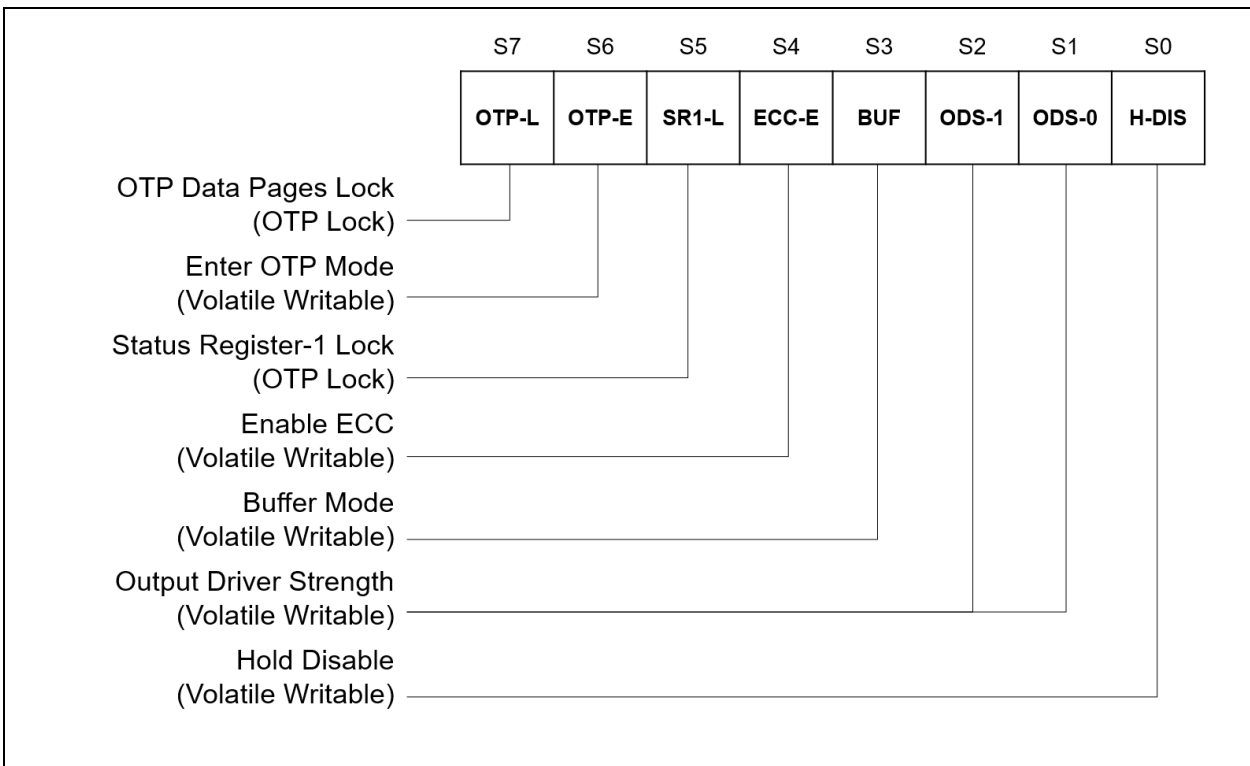 S7 S6 S5 S4 S3 S2 S1 S0
OTP-L OTP-E SR1-L ECC-E BUF ODS-1 ODS-0 H-DIS
OTP Data Pages Lock
(OTP Lock)
Enter OTP Mode
(Volatile Writable)
Status Register-1 Lock
(OTP Lock)
Enable ECC
(Volatile Writable)
Buffer Mode
(Volatile Writable)
Output Driver Strength
(Volatile Writable)
Hold Disable
(Volatile Writable)